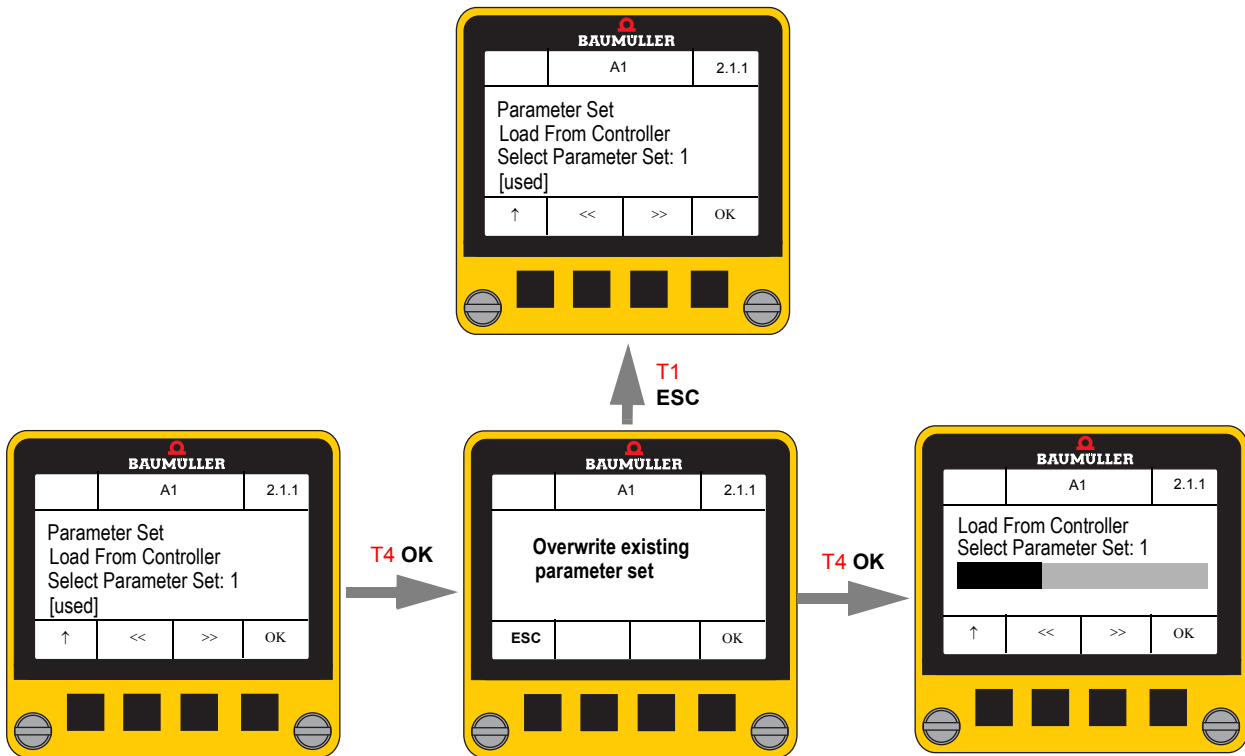 BAUMÜLLER
A1 2.1.1
Parameter Set
Load From Controller
Select Parameter Set: 1
[used]
↑ << >> OK
T1
ESC
BAUMÜLLER
A1 2.1.1
Parameter Set
Load From Controller
Select Parameter Set: 1
[used]
↑ << >> OK
T4 OK
BAUMÜLLER
A1 2.1.1
Overwrite existing
parameter set
ESC OK
T4 OK
BAUMÜLLER
A1 2.1.1
Load From Controller
Select Parameter Set: 1
↑ << >> OK